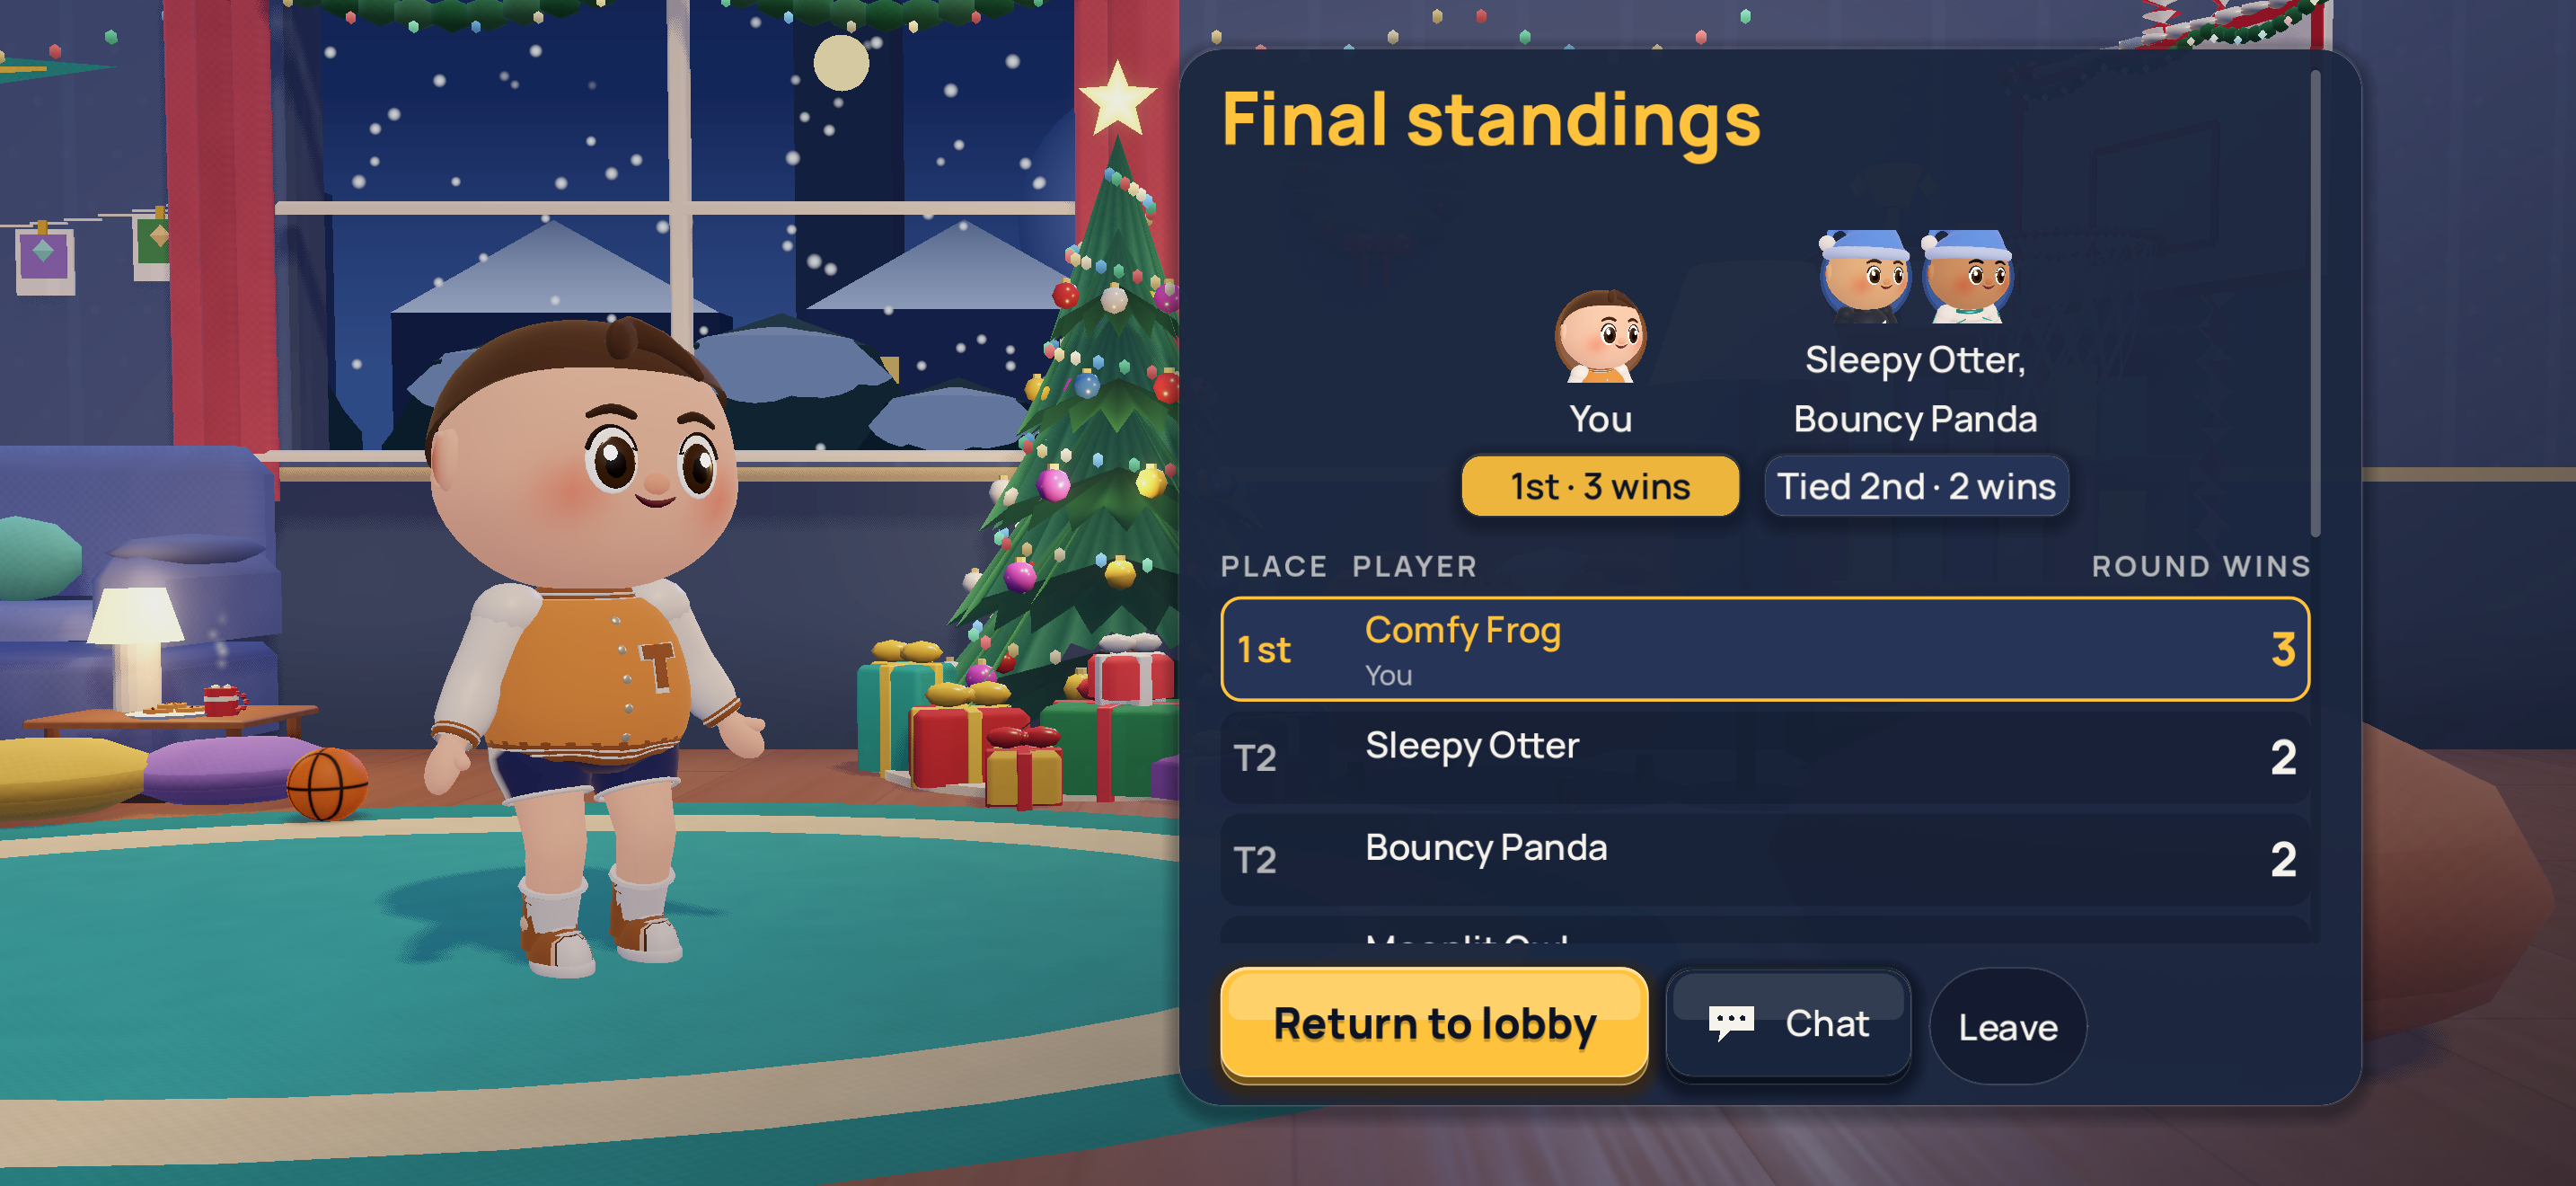 Final standings
You
Sleepy Otter,
Bouncy Panda
1st · 3 wins
Tied 2nd · 2 wins
PLACE PLAYER ROUND WINS
1st Comfy Frog 3
You
T2 Sleepy Otter 2
T2 Bouncy Panda 2
Return to lobby
Chat
Leave
T